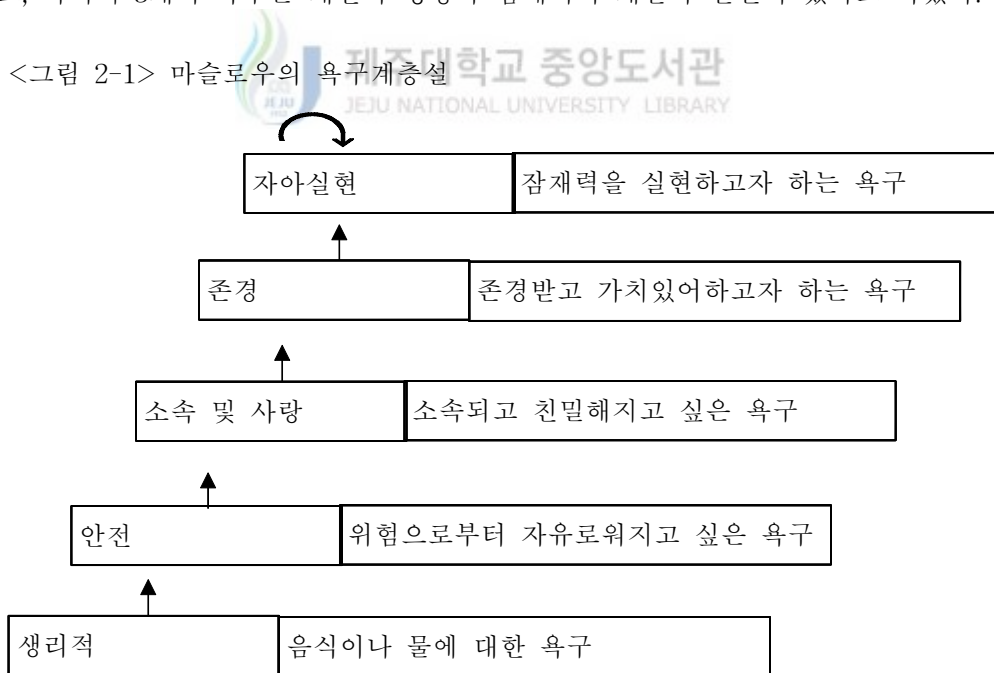 <그림 2-1> 마슬로우의 욕구계층설
제주대학교 중앙도서관
JEJU NATIONAL UNIVERSITY LIBRARY
JEJU
자아실현 잠재력을 실현하고자 하는 욕구
존경 존경받고 가치있어하고자 하는 욕구
소속 및 사랑 소속되고 친밀해지고 싶은 욕구
안전 위험으로부터 자유로워지고 싶은 욕구
생리적 음식이나 물에 대한 욕구